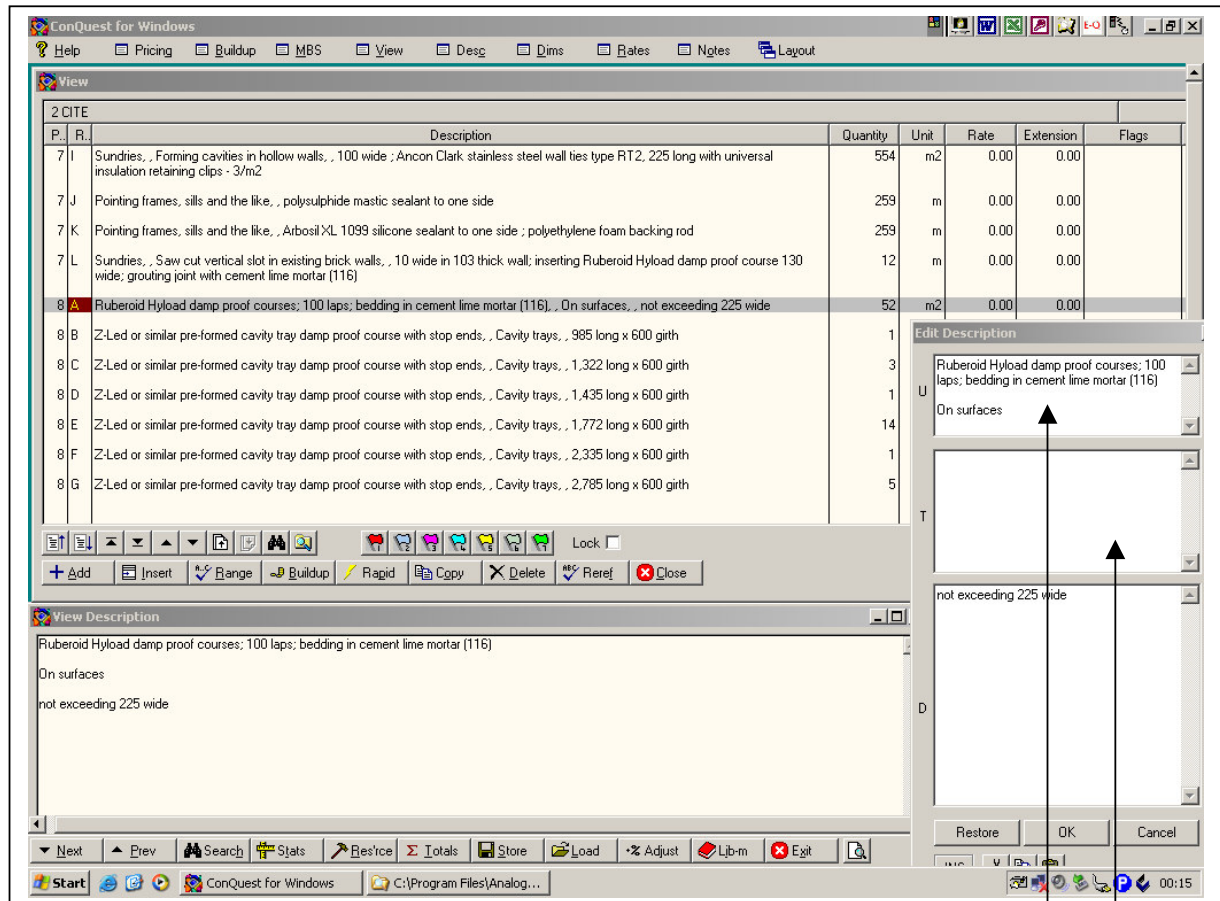 ConQuest for Windows
Help Pricing Buildup MBS View Desc Dims Rates Notes Layout
View
2 CITE
P.. R.. Description Quantity Unit Rate Extension Flags
7 I Sundries, , Forming cavities in hollow walls, , 100 wide ; Ancon Clark stainless steel wall ties type RT2, 225 long with universal 554 m2 0.00 0.00
insulation retaining clips - 3/m2
7 J Pointing frames, sills and the like, , polysulphide mastic sealant to one side 259 m 0.00 0.00
7 K Pointing frames, sills and the like, , Arbosil XL 1099 silicone sealant to one side ; polyethylene foam backing rod 259 m 0.00 0.00
7 L Sundries, , Saw cut vertical slot in existing brick walls, , 10 wide in 103 thick wall; inserting Ruberoid Hyload damp proof course 130 12 m 0.00 0.00
wide; grouting joint with cement lime mortar (116)
8 A Ruberoid Hyload damp proof courses; 100 laps; bedding in cement lime mortar (116), , On surfaces, , not exceeding 225 wide 52 m2 0.00 0.00
8 B Z-Led or similar pre-formed cavity tray damp proof course with stop ends, , Cavity trays, , 985 long x 600 girth 1
8 C Z-Led or similar pre-formed cavity tray damp proof course with stop ends, , Cavity trays, , 1,322 long x 600 girth 3
8 D Z-Led or similar pre-formed cavity tray damp proof course with stop ends, , Cavity trays, , 1,435 long x 600 girth 1
8 E Z-Led or similar pre-formed cavity tray damp proof course with stop ends, , Cavity trays, , 1,772 long x 600 girth 14
8 F Z-Led or similar pre-formed cavity tray damp proof course with stop ends, , Cavity trays, , 2,335 long x 600 girth 1
8 G Z-Led or similar pre-formed cavity tray damp proof course with stop ends, , Cavity trays, , 2,785 long x 600 girth 5
Lock
Add Insert Range Buildup Rapid Copy Delete Reref Close
Edit Description
U
Ruberoid Hyload damp proof courses; 100
laps; bedding in cement lime mortar (116)
On surfaces
T
D
not exceeding 225 wide
Restore OK Cancel
View Description
Ruberoid Hyload damp proof courses; 100 laps; bedding in cement lime mortar (116)
On surfaces
not exceeding 225 wide
Next Prev Search Stats Res'rce Σ Totals Store Load +% Adjust Lib-m Exit
Start ConQuest for Windows C:\Program Files\Analog... 00:15